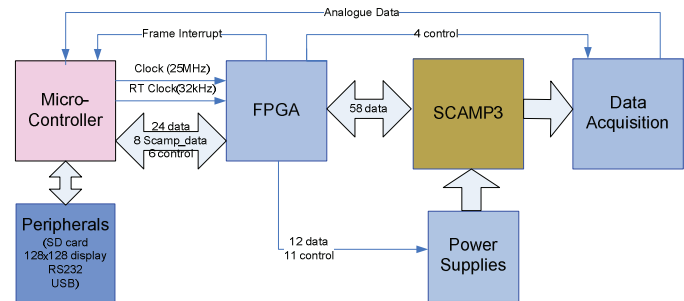 Analogue Data
Frame Interrupt
4 control
Clock (25MHz)
RT Clock(32kHz)
Micro-
Controller
FPGA
58 data
SCAMP3
Data
Acquisition
24 data
8 Scamp_data
6 control
Peripherals
(SD card
128x128 display
RS232
USB)
12 data
11 control
Power
Supplies